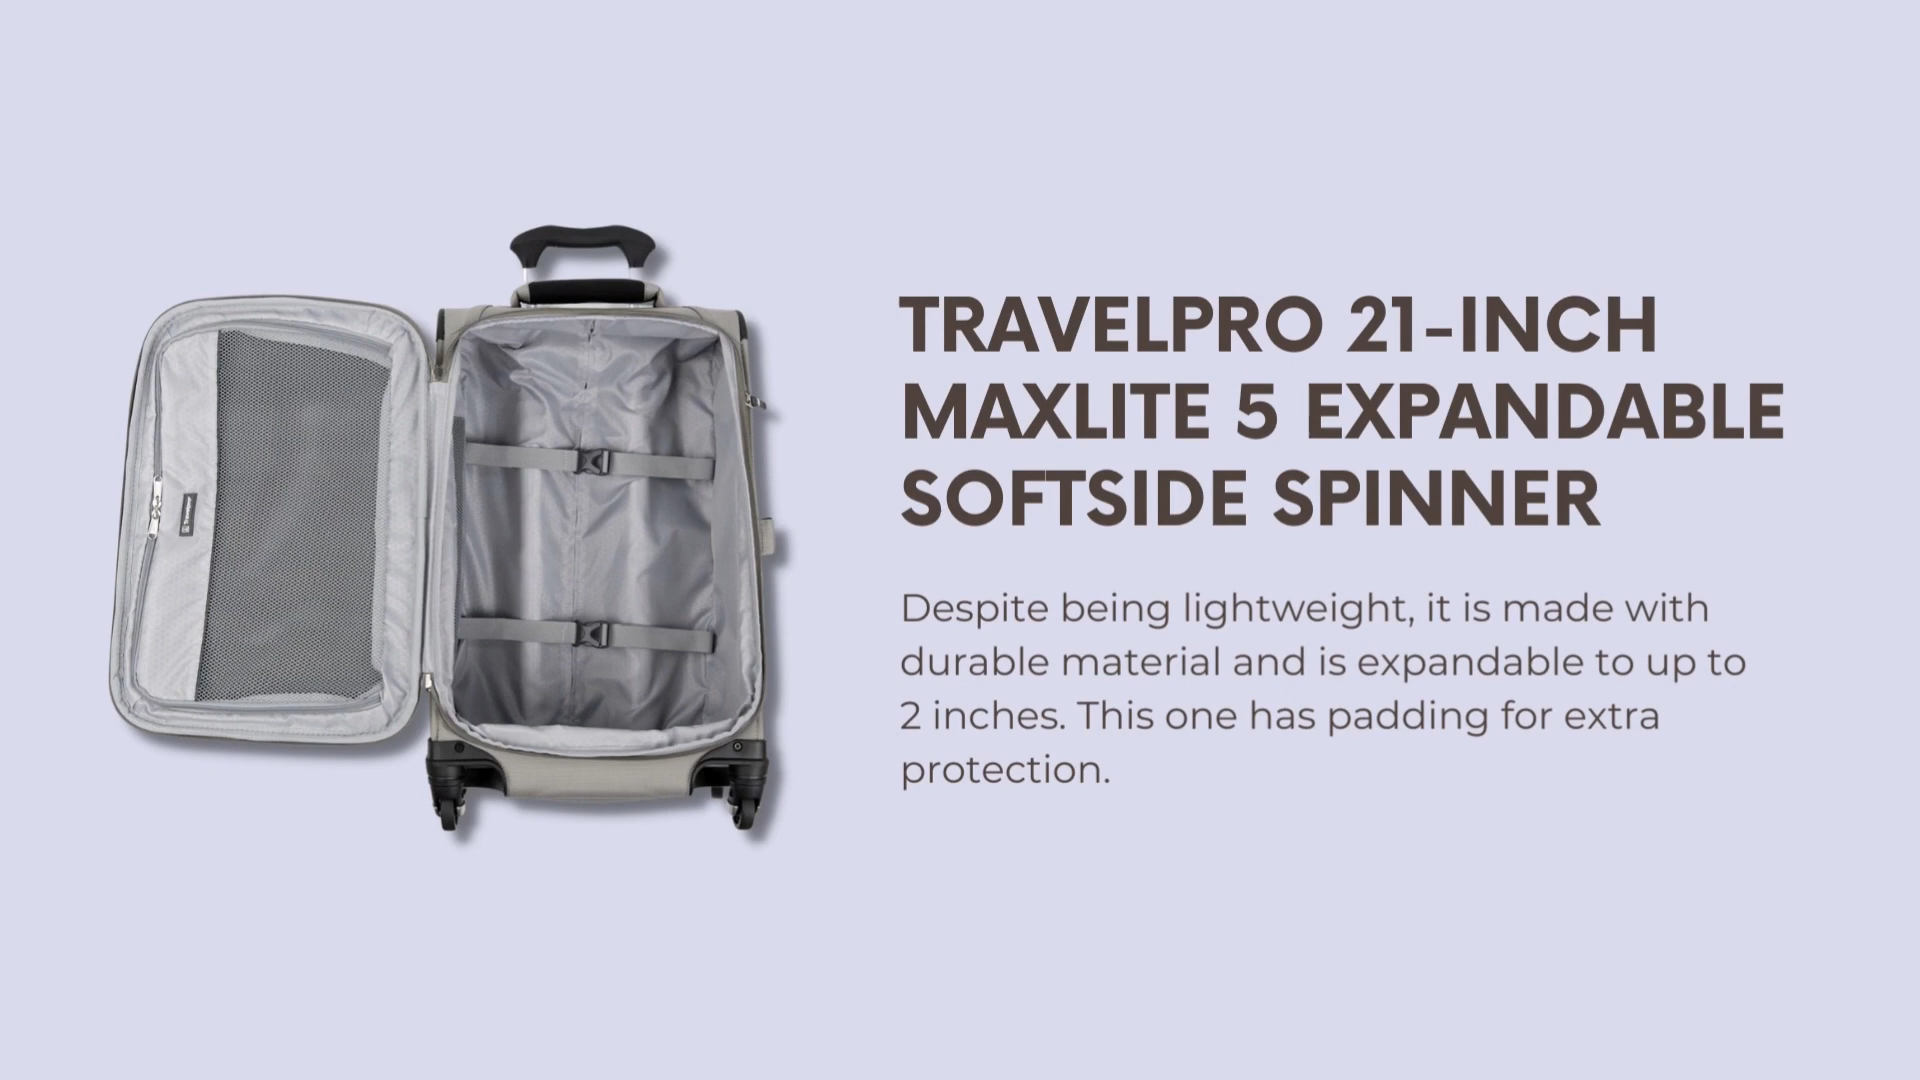 TRAVELPRO 21-INCH
MAXLITE 5 EXPANDABLE
SOFTSIDE SPINNER
Despite being lightweight, it is made with
durable material and is expandable to up to
2 inches. This one has padding for extra
protection.
Travelpro